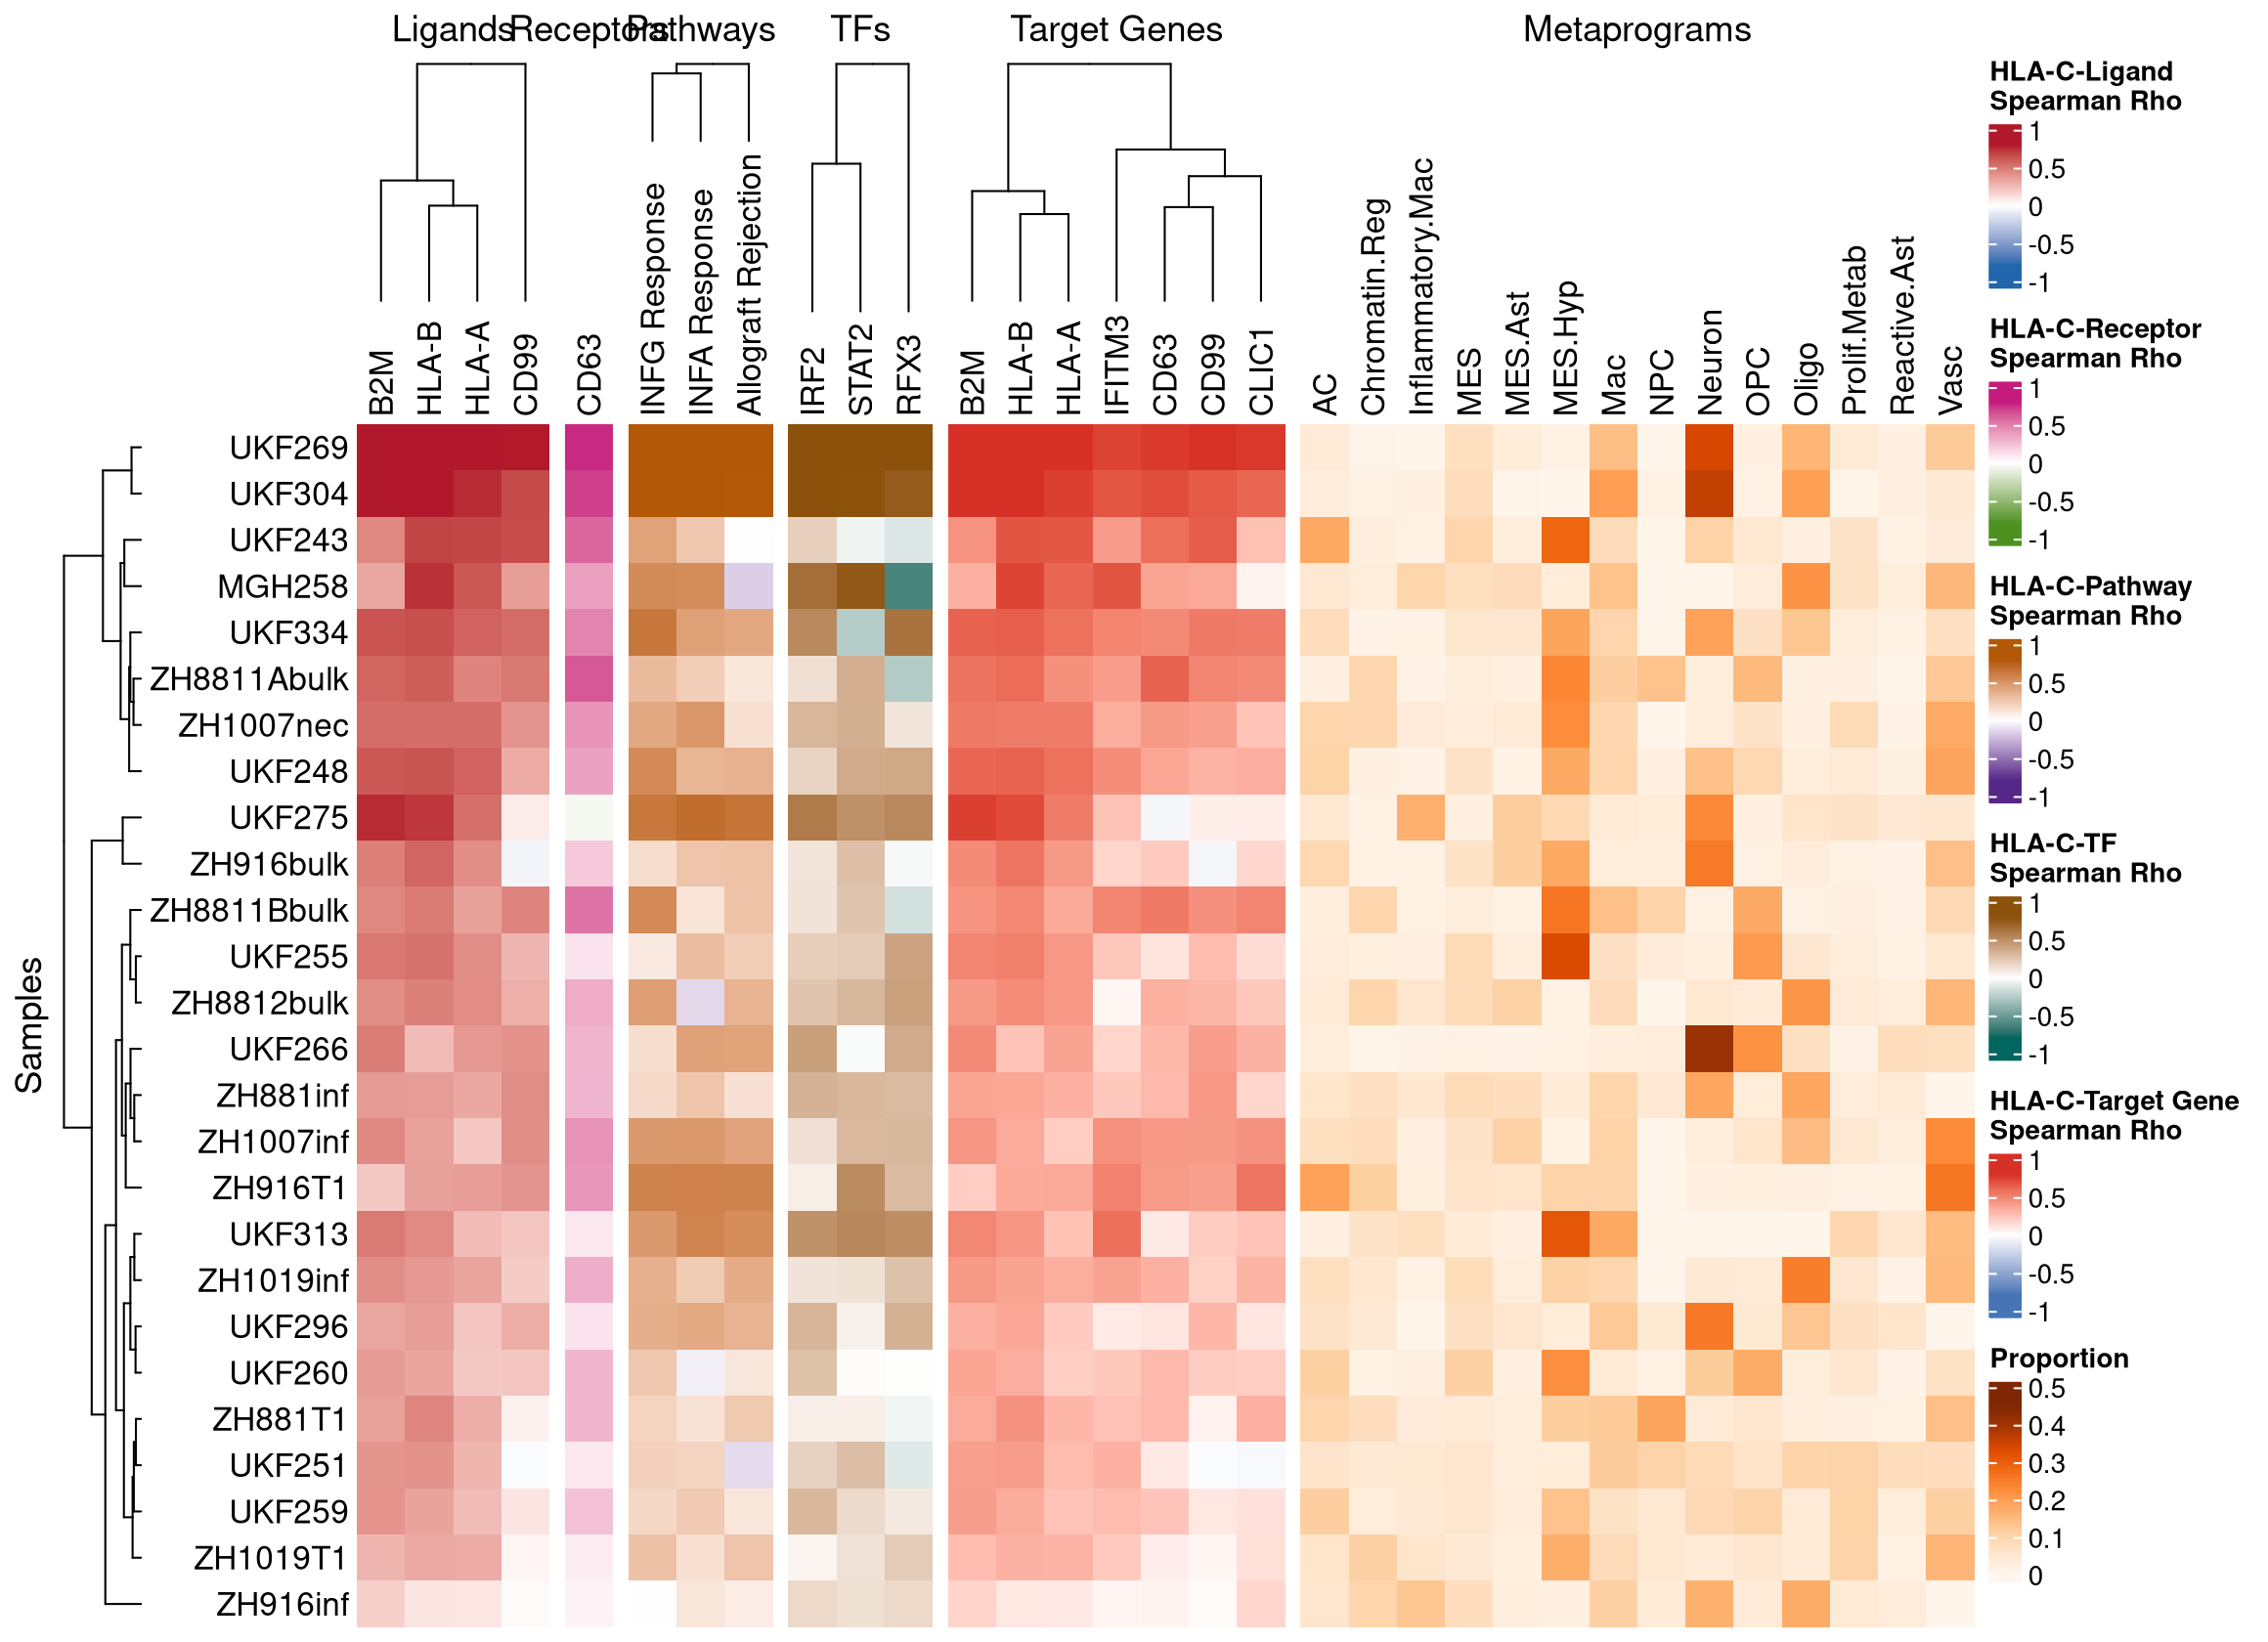 Ligands Receptors Pathways TFs Target Genes Metaprograms
B2M HLA-B HLA-A CD99
CD63
INFG Response INFA Response Allograft Rejection
IRF2 STAT2 RFX3
B2M HLA-B HLA-A IFITM3 CD63 CD99 CLIC1
AC Chromatin.Reg Inflammatory.Mac MES MES.Ast MES.Hyp Mac NPC Neuron OPC Oligo Prolif.Metab Reactive.Ast Vasc
Samples
UKF269
UKF304
UKF243
MGH258
UKF334
ZH8811Abulk
ZH1007nec
UKF248
UKF275
ZH916bulk
ZH8811Bbulk
UKF255
ZH8812bulk
UKF266
ZH881inf
ZH1007inf
ZH916T1
UKF313
ZH1019inf
UKF296
UKF260
ZH881T1
UKF251
UKF259
ZH1019T1
ZH916inf
HLA-C-Ligand
Spearman Rho
1
0.5
0
-0.5
-1
HLA-C-Receptor
Spearman Rho
1
0.5
0
-0.5
-1
HLA-C-Pathway
Spearman Rho
1
0.5
0
-0.5
-1
HLA-C-TF
Spearman Rho
1
0.5
0
-0.5
-1
HLA-C-Target Gene
Spearman Rho
1
0.5
0
-0.5
-1
Proportion
0.5
0.4
0.3
0.2
0.1
0